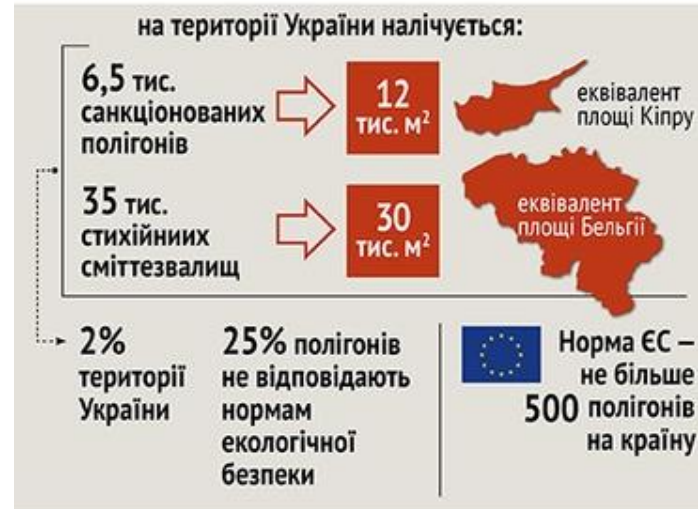 на території України налічується:
6,5 тис.
санкціонованих
полігонів
12
тис. м²
еквівалент
площі Кіпру
35 тис.
стихійниих
сміттєзвалищ
30
тис. м²
еквівалент
площі Бельгії
2%
території
України
25% полігонів
не відповідають
нормам
екологічної
безпеки
Норма ЄС –
не більше
500 полігонів
на країну